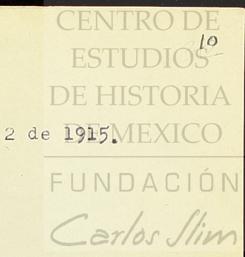 CENTRO DE
10
ESTUDIOS
DE HISTORIA
DE MEXICO
2 de 1915.
FUNDACIÓN
Carlos Slim